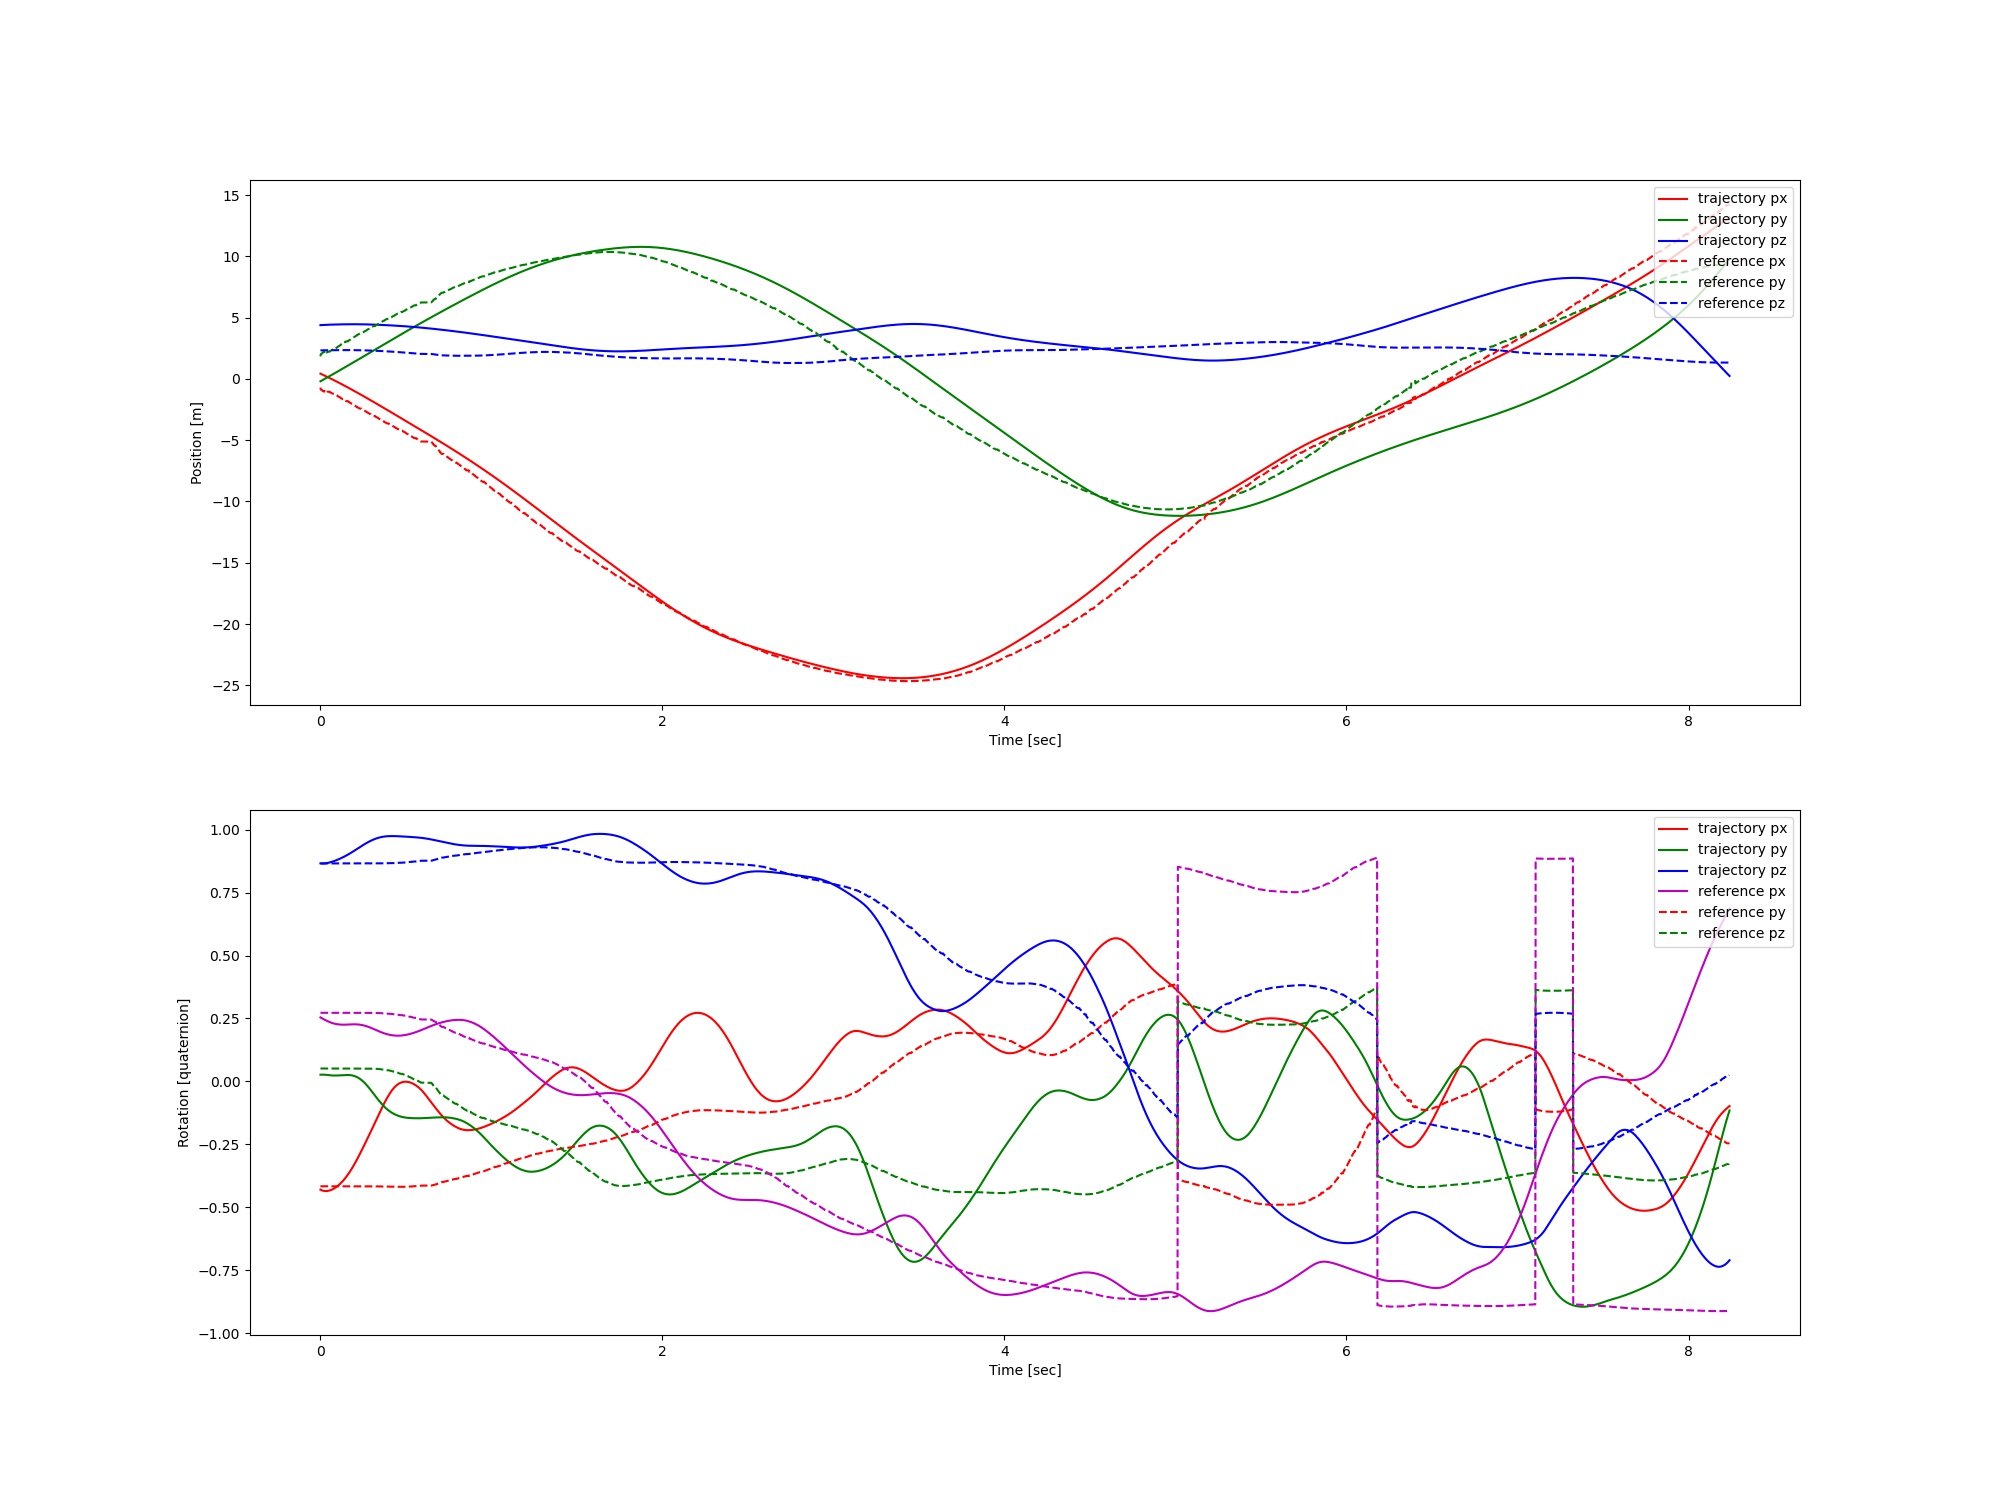 15
10
5
0
−5
−10
−15
−20
−25
Position [m]
0 2 4 6 8
Time [sec]
trajectory px
trajectory py
trajectory pz
reference px
reference py
reference pz
1.00
0.75
0.50
0.25
0.00
−0.25
−0.50
−0.75
−1.00
Rotation [quaternion]
0 2 4 6 8
Time [sec]
trajectory px
trajectory py
trajectory pz
reference px
reference py
reference pz